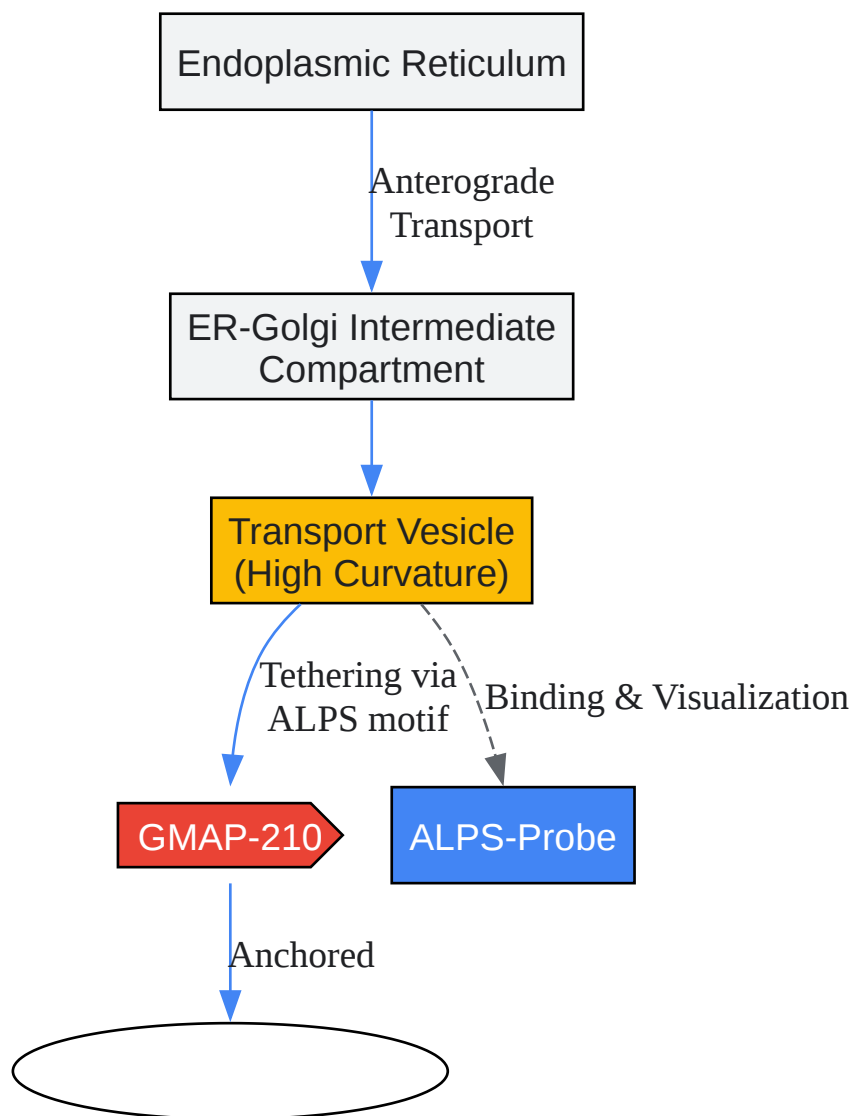 Endoplasmic Reticulum
Anterograde
Transport
ER-Golgi Intermediate
Compartment
Transport Vesicle
(High Curvature)
Tethering via
ALPS motif
Binding & Visualization
GMAP-210
ALPS-Probe
Anchored